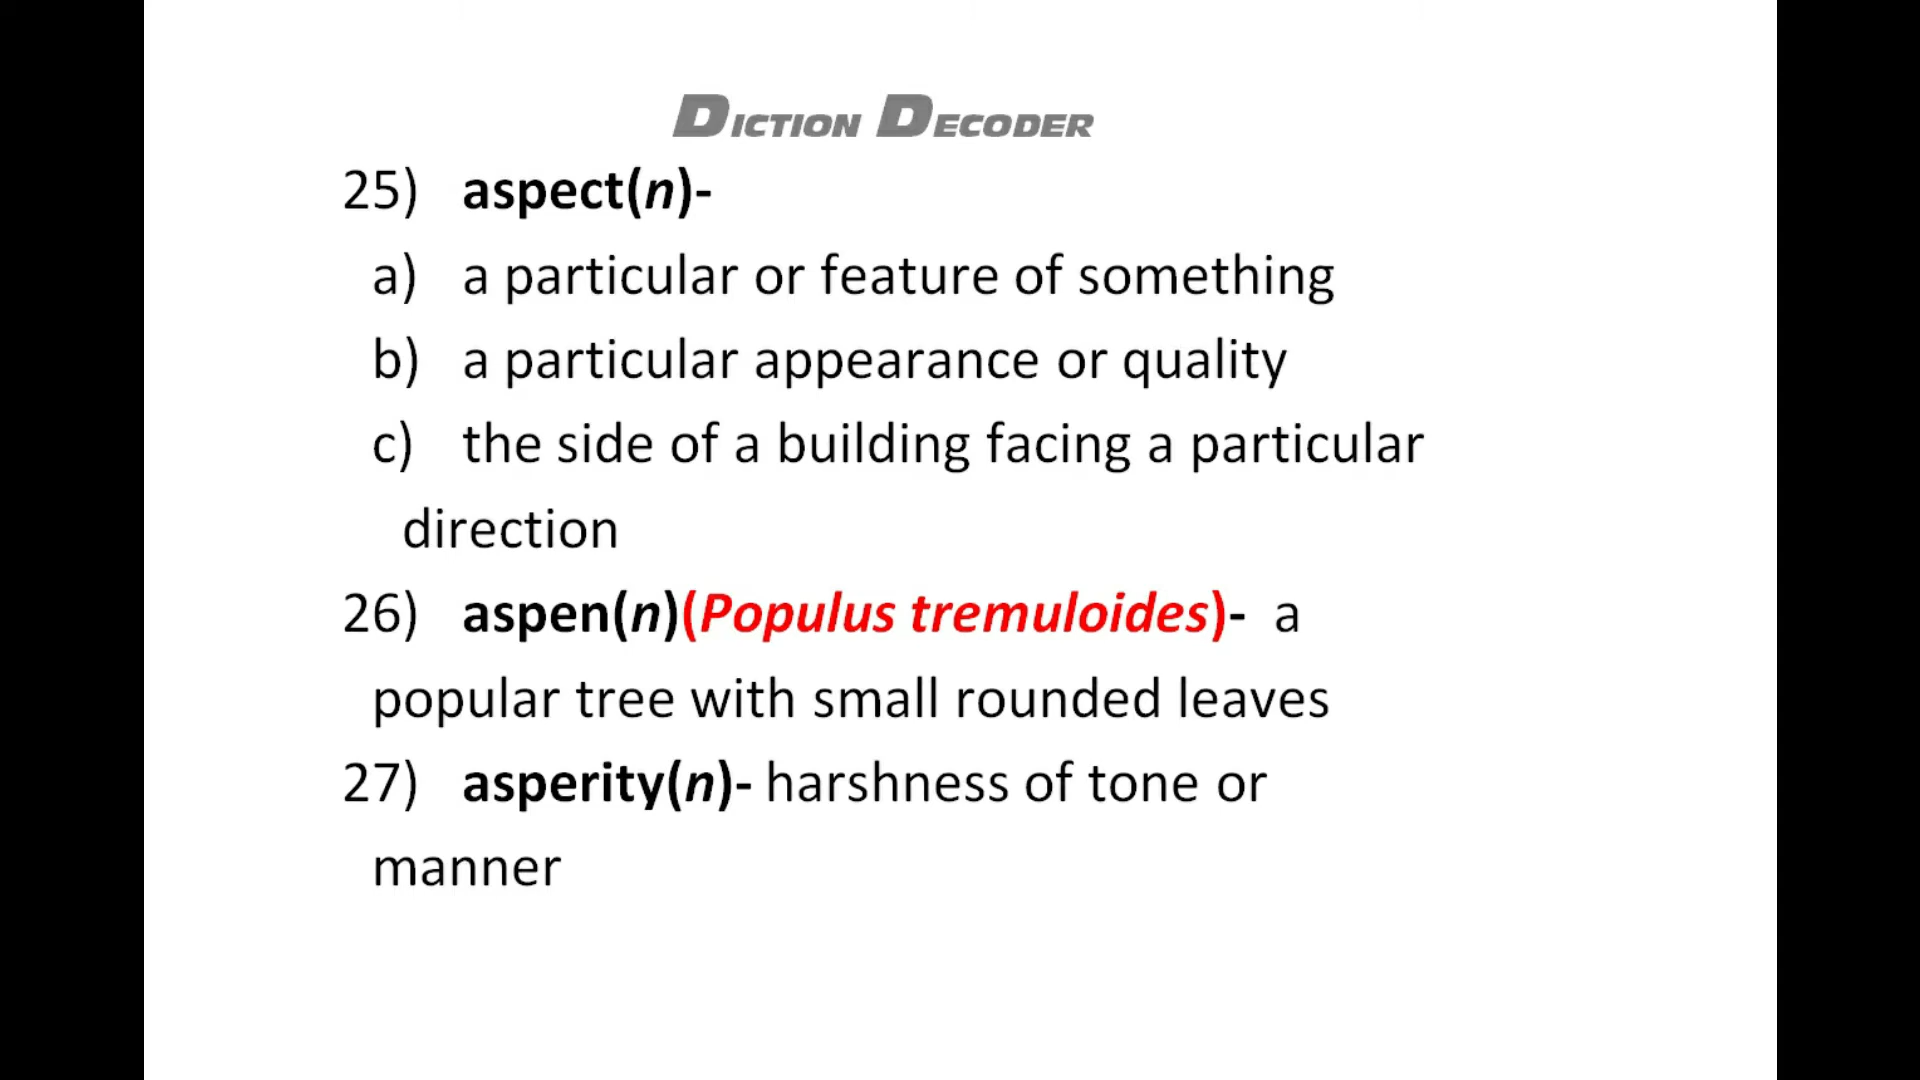 DICTION DECODER
25) aspect(n)-
a) a particular or feature of something
b) a particular appearance or quality
c) the side of a building facing a particular
direction
26) aspen(n)(Populus tremuloides)- a
popular tree with small rounded leaves
27) asperity(n)- harshness of tone or
manner